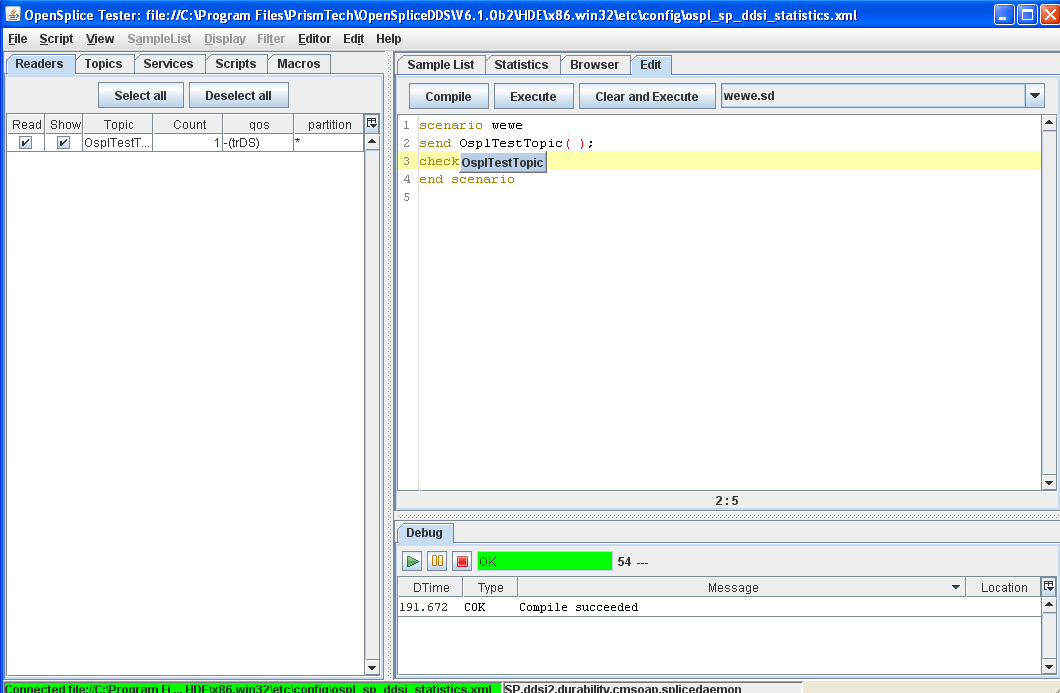 OpenSplice Tester: file://C:\Program Files\PrismTech\OpenSpliceDDS\V6.1.0b2\HDE\x86.win32\etc\config\ospl_sp_ddsi_statistics.xml
File Script View SampleList Display Filter Editor Edit Help
Readers Topics Services Scripts Macros
Select all Deselect all
Read Show Topic Count qos partition
OsplTestT... 1 -(trDS) *
Sample List Statistics Browser Edit
Compile Execute Clear and Execute wewe.sd
1 scenario wewe
2 send OsplTestTopic( );
3 check OsplTestTopic
4 end scenario
5
2 : 5
Debug
OK 54 ---
DTime Type Message Location
191.672 COK Compile succeeded
Connected file://C:\Program Fi... HDE\x86.win32\etc\config\ospl_sp_ddsi_statistics.xml SP,ddsi2,durability,cmsoap,splicedaemon